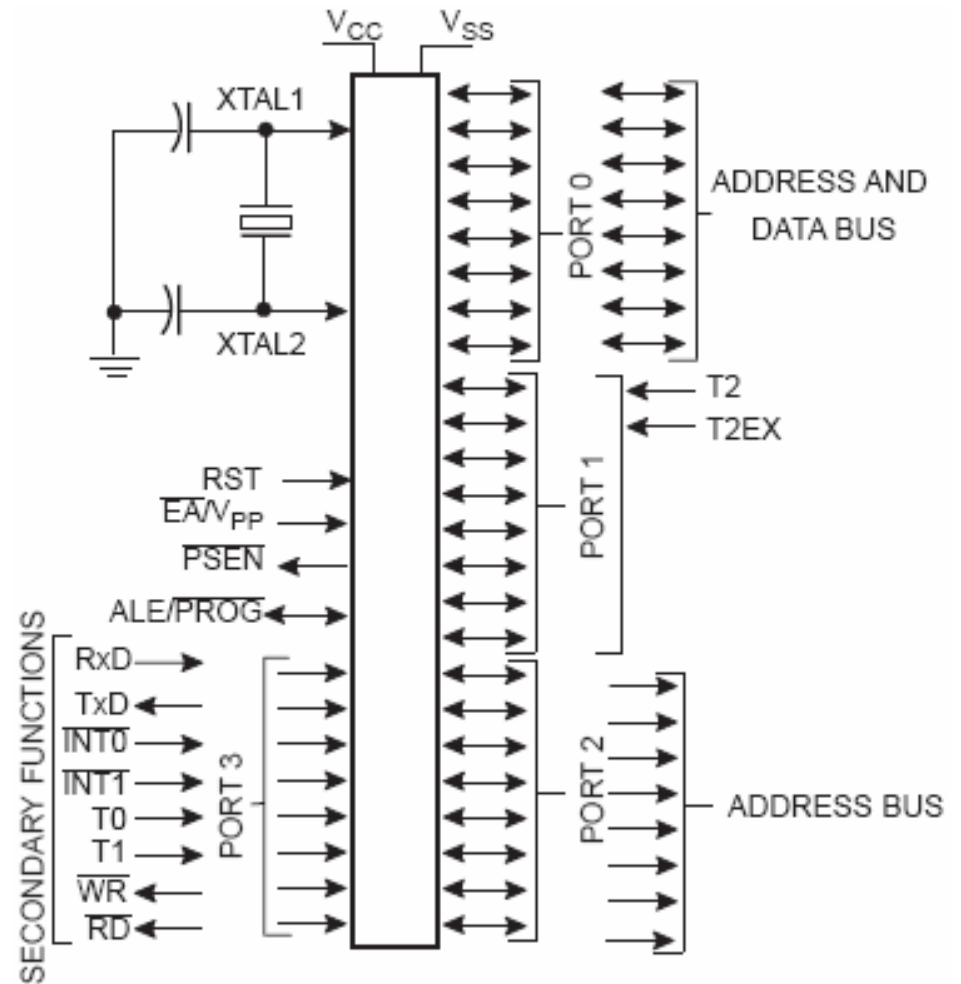 VCC
VSS
XTAL1
XTAL2
RST
EA/VPP
PSEN
ALE/PROG
SECONDARY FUNCTIONS
RxD
TxD
INT0
INT1
T0
T1
WR
RD
PORT 3
PORT 0
ADDRESS AND
DATA BUS
PORT 1
T2
T2EX
PORT 2
ADDRESS BUS